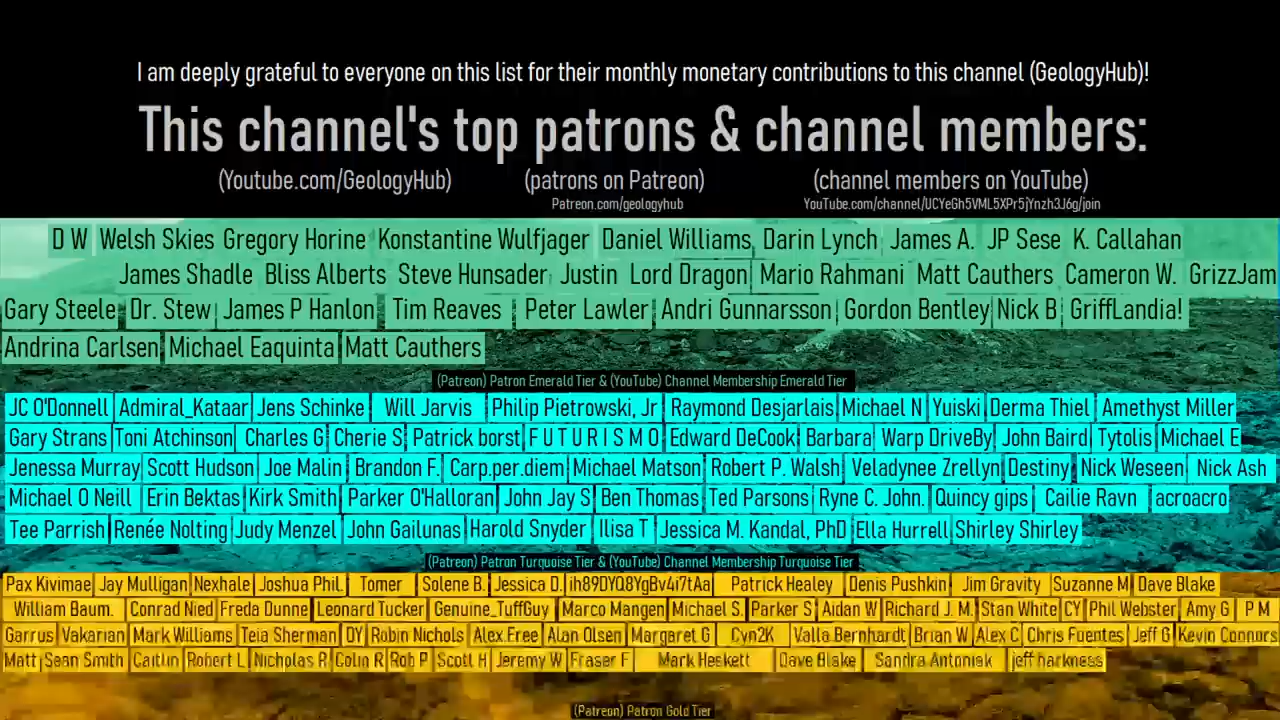 I am deeply grateful to everyone on this list for their monthly monetary contributions to this channel (GeologyHub)!
This channel's top patrons & channel members:
(Youtube.com/GeologyHub) (patrons on Patreon) (channel members on YouTube)
Patreon.com/geologyhub YouTube.com/channel/UCYeGh5VML5XPr5jYnzh3J6g/join
D W Welsh Skies Gregory Horine Konstantine Wulfjager Daniel Williams Darin Lynch James A. JP Sese K. Callahan
James Shadle Bliss Alberts Steve Hunsader Justin Lord Dragon Mario Rahmani Matt Cauthers Cameron W. GrizzJam
Gary Steele Dr. Stew James P Hanlon Tim Reaves Peter Lawler Andri Gunnarsson Gordon Bentley Nick B GriffLandia!
Andrina Carlsen Michael Eaquinta Matt Cauthers
(Patreon) Patron Emerald Tier & (YouTube) Channel Membership Emerald Tier
JC O'Donnell Admiral_Kataar Jens Schinke Will Jarvis Philip Pietrowski, Jr Raymond Desjarlais Michael N Yuiski Derma Thiel Amethyst Miller
Gary Strans Toni Atchinson Charles G Cherie S Patrick borst F U T U R I S M O Edward DeCook Barbara Warp DriveBy John Baird Tytolis Michael E
Jenessa Murray Scott Hudson Joe Malin Brandon F. Carp.per.diem Michael Matson Robert P. Walsh Veladynee Zrellyn Destiny Nick Weseen Nick Ash
Michael O Neill Erin Bektas Kirk Smith Parker O'Halloran John Jay S Ben Thomas Ted Parsons Ryne C. John. Quincy gips Cailie Ravn acroacro
Tee Parrish Renée Nolting Judy Menzel John Gailunas Harold Snyder Ilisa T Jessica M. Kandal, PhD Ella Hurrell Shirley Shirley
(Patreon) Patron Turquoise Tier & (YouTube) Channel Membership Turquoise Tier
Pax Kivimae Jay Mulligan Nexhale Joshua Phil Tomer Solene B. Jessica D ih89DYQ8YgBv4i7tAa Patrick Healey Denis Pushkin Jim Gravity Suzanne M Dave Blake
William Baum. Conrad Nied Freda Dunne Leonard Tucker Genuine_TuffGuy Marco Mangen Michael S. Parker S Aidan W Richard J. M. Stan White CY Phil Webster Amy G P M
Garrus Vakarian Mark Williams Teia Sherman DY Robin Nichols Alex Free Alan Olsen Margaret G Cyn2K Valla Bernhardt Brian W Alex C Chris Fuentes Jeff G Kevin Connors
Matt Sean Smith Caitlin Robert L Nicholas R Colin R Rob P Scott H Jeremy W Fraser F Mark Heskett Dave Blake Sandra Antoniak jeff harkness
(Patreon) Patron Gold Tier